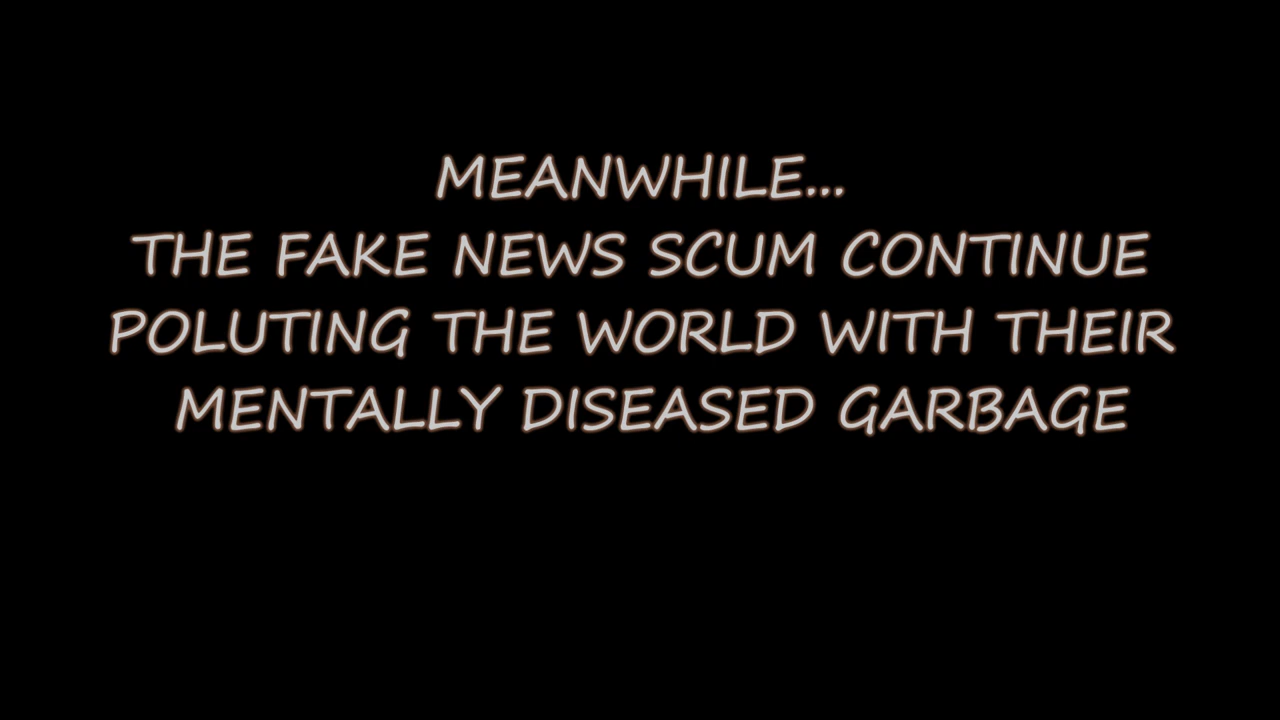 MEANWHILE...
THE FAKE NEWS SCUM CONTINUE
POLUTING THE WORLD WITH THEIR
MENTALLY DISEASED GARBAGE